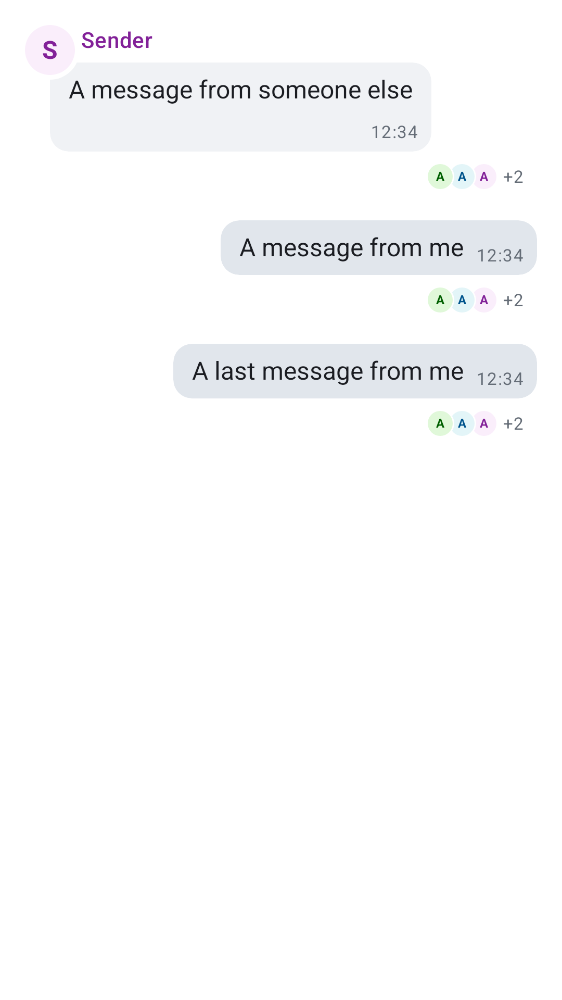 S Sender
A message from someone else
12:34
A A A +2
A message from me 12:34
A A A +2
A last message from me 12:34
A A A +2